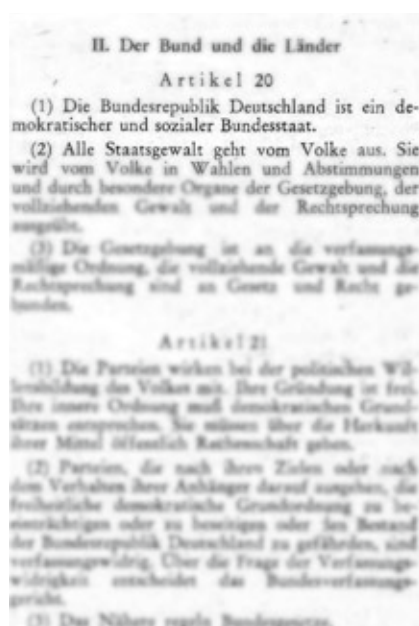 II. Der Bund und die Länder
Artikel 20
(1) Die Bundesrepublik Deutschland ist ein de-
mokratischer und sozialer Bundesstaat.
(2) Alle Staatsgewalt geht vom Volke aus. Sie
wird vom Volke in Wahlen und Abstimmungen
und durch besondere Organe der Gesetzgebung, der
vollziehenden Gewalt und der Rechtsprechung
ausgeübt.
(3) Die Gesetzgebung ist an die verfassungs-
mäßige Ordnung, die vollziehende Gewalt und die
Rechtsprechung sind an Gesetz und Recht ge-
bunden.
Artikel 21
(1) Die Parteien wirken bei der politischen Wil-
lensbildung des Volkes mit. Ihre Gründung ist frei.
Ihre innere Ordnung muß demokratischen Grund-
sätzen entsprechen. Sie müssen über die Herkunft
ihrer Mittel öffentlich Rechenschaft geben.
(2) Parteien, die nach ihren Zielen oder nach
dem Verhalten ihrer Anhänger darauf ausgehen, die
freiheitliche demokratische Grundordnung zu be-
einträchtigen oder zu beseitigen oder den Bestand
der Bundesrepublik Deutschland zu gefährden, sind
verfassungswidrig. Über die Frage der Verfassungs-
widrigkeit entscheidet das Bundesverfassungs-
gericht.
(3) Das Nähere regeln Bundesgesetze.